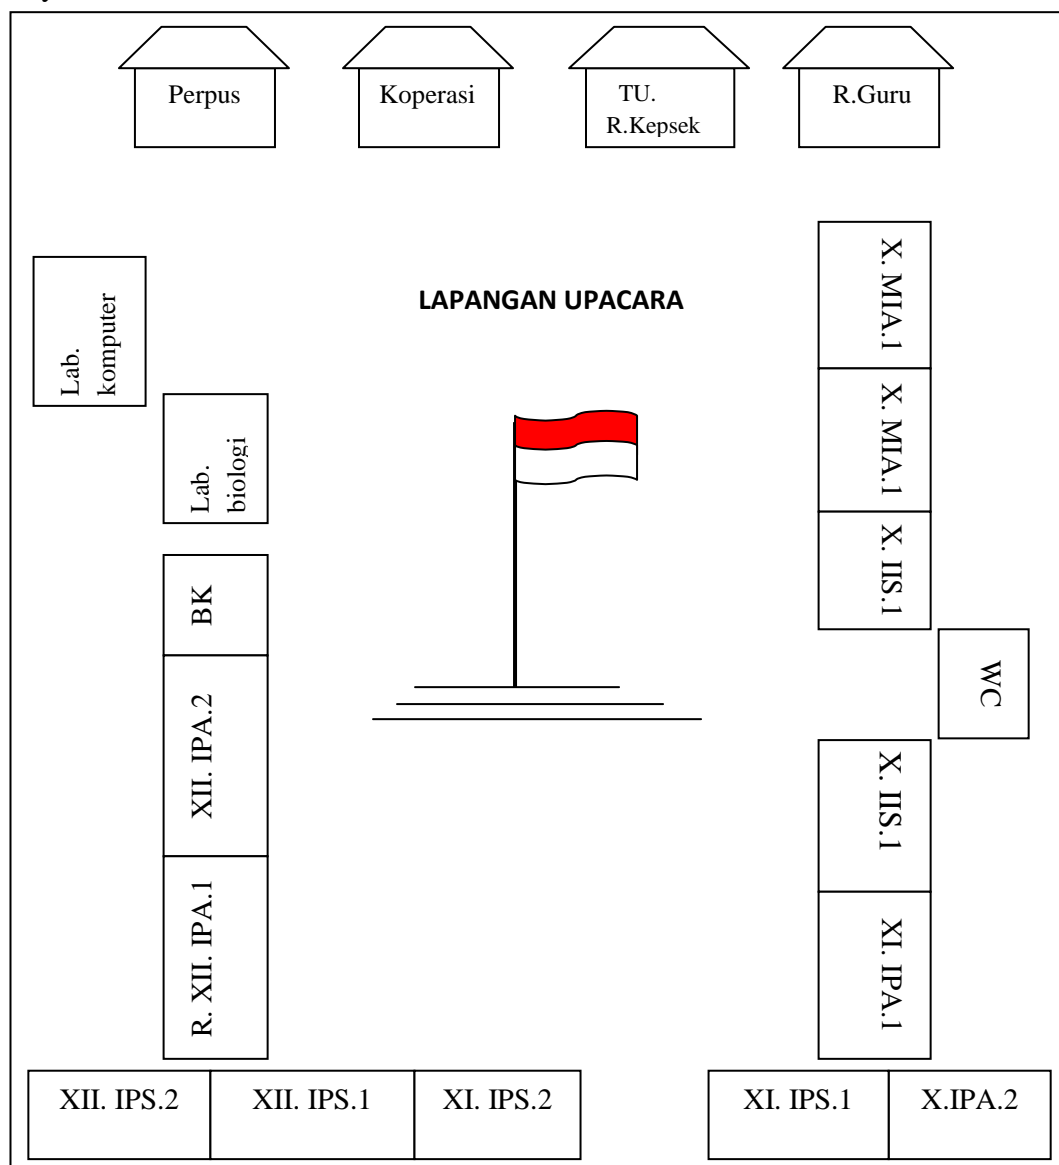 Perpus
Koperasi
TU.
R.Kepsek
R.Guru
LAPANGAN UPACARA
Lab.
komputer
Lab.
biologi
BK
XII. IPA.2
R. XII. IPA.1
X. MIA.1
X. MIA.1
X. IIS.1
WC
X. IIS.1
XI. IPA.1
XII. IPS.2
XII. IPS.1
XI. IPS.2
XI. IPS.1
X.IPA.2